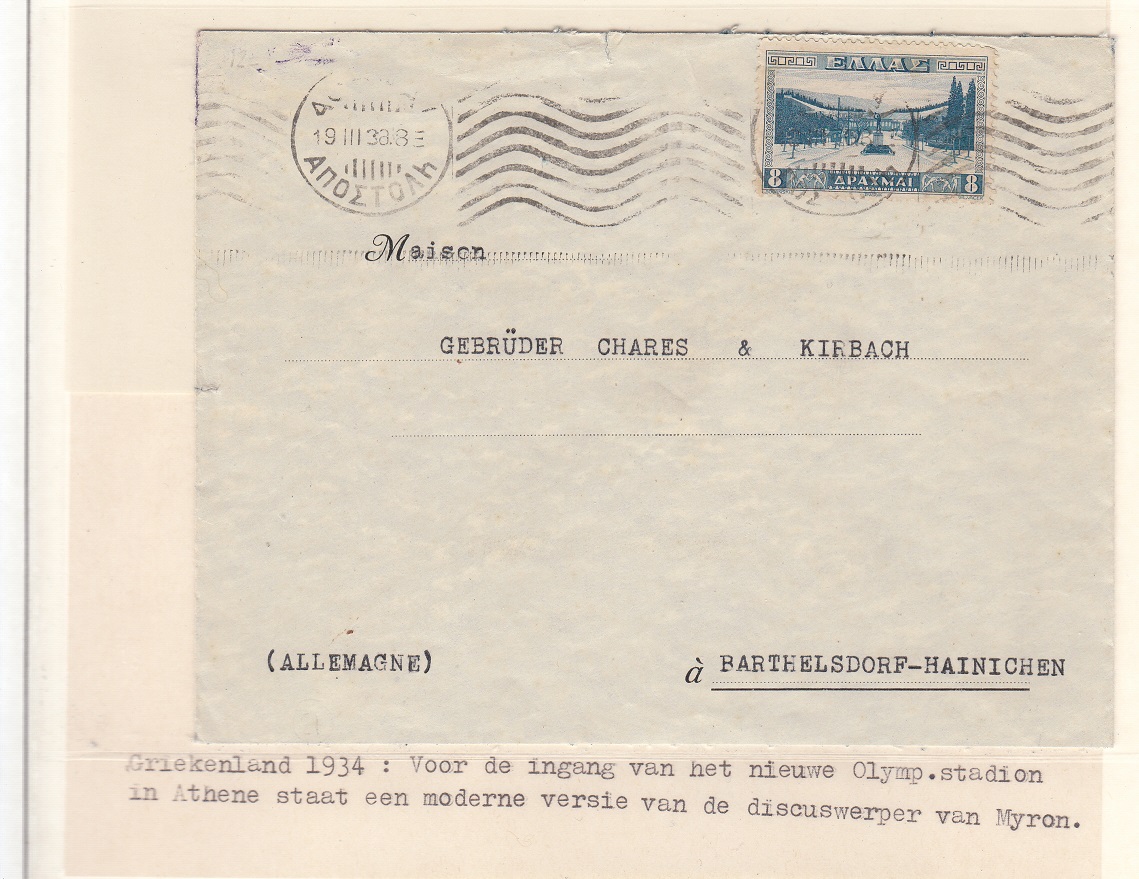 ΕΛΛΑΣ
8 ΔΡΑΧΜΑΙ 8
19 III 38.8 Ε
ΑΠΟΣΤΟΛή
Maison
GEBRÜDER CHARES & KIRBACH
(ALLEMAGNE) à BARTHELSDORF-HAINICHEN
Griekenland 1934 : Voor de ingang van het nieuwe Olymp.stadion
in Athene staat een moderne versie van de discuswerper van Myron.